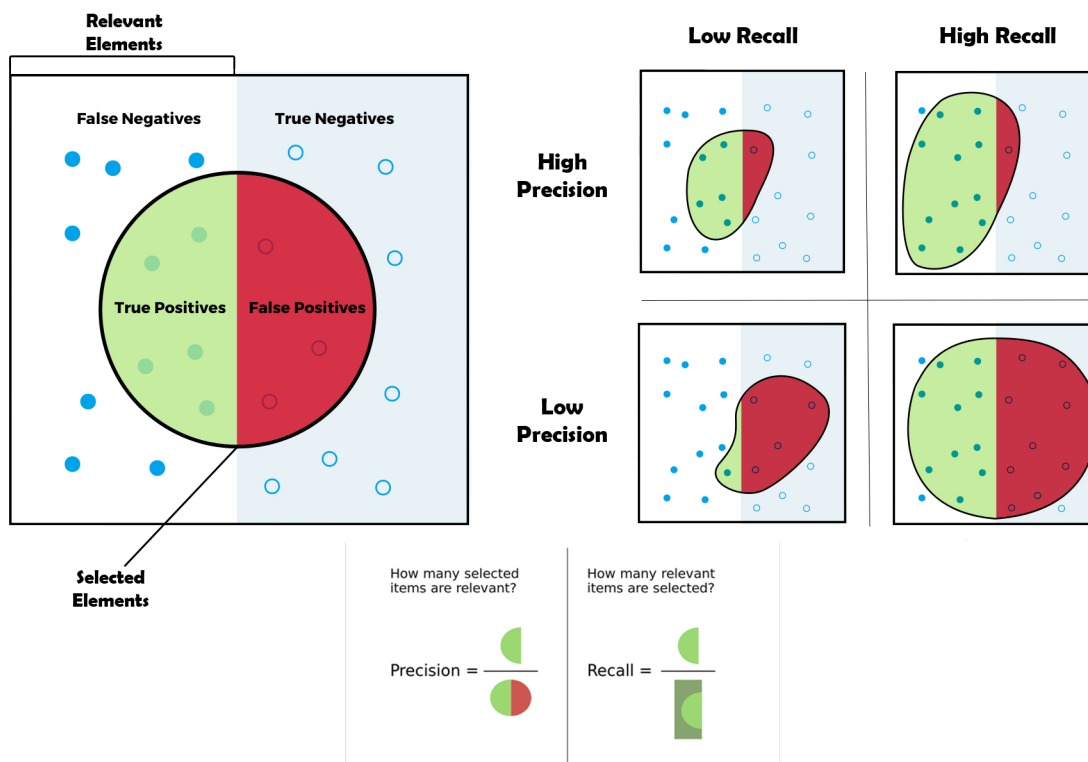 Relevant
Elements
False Negatives
True Negatives
True Positives
False Positives
Selected
Elements
Low Recall
High Recall
High
Precision
Low
Precision
How many selected
items are relevant?
Precision =
How many relevant
items are selected?
Recall =